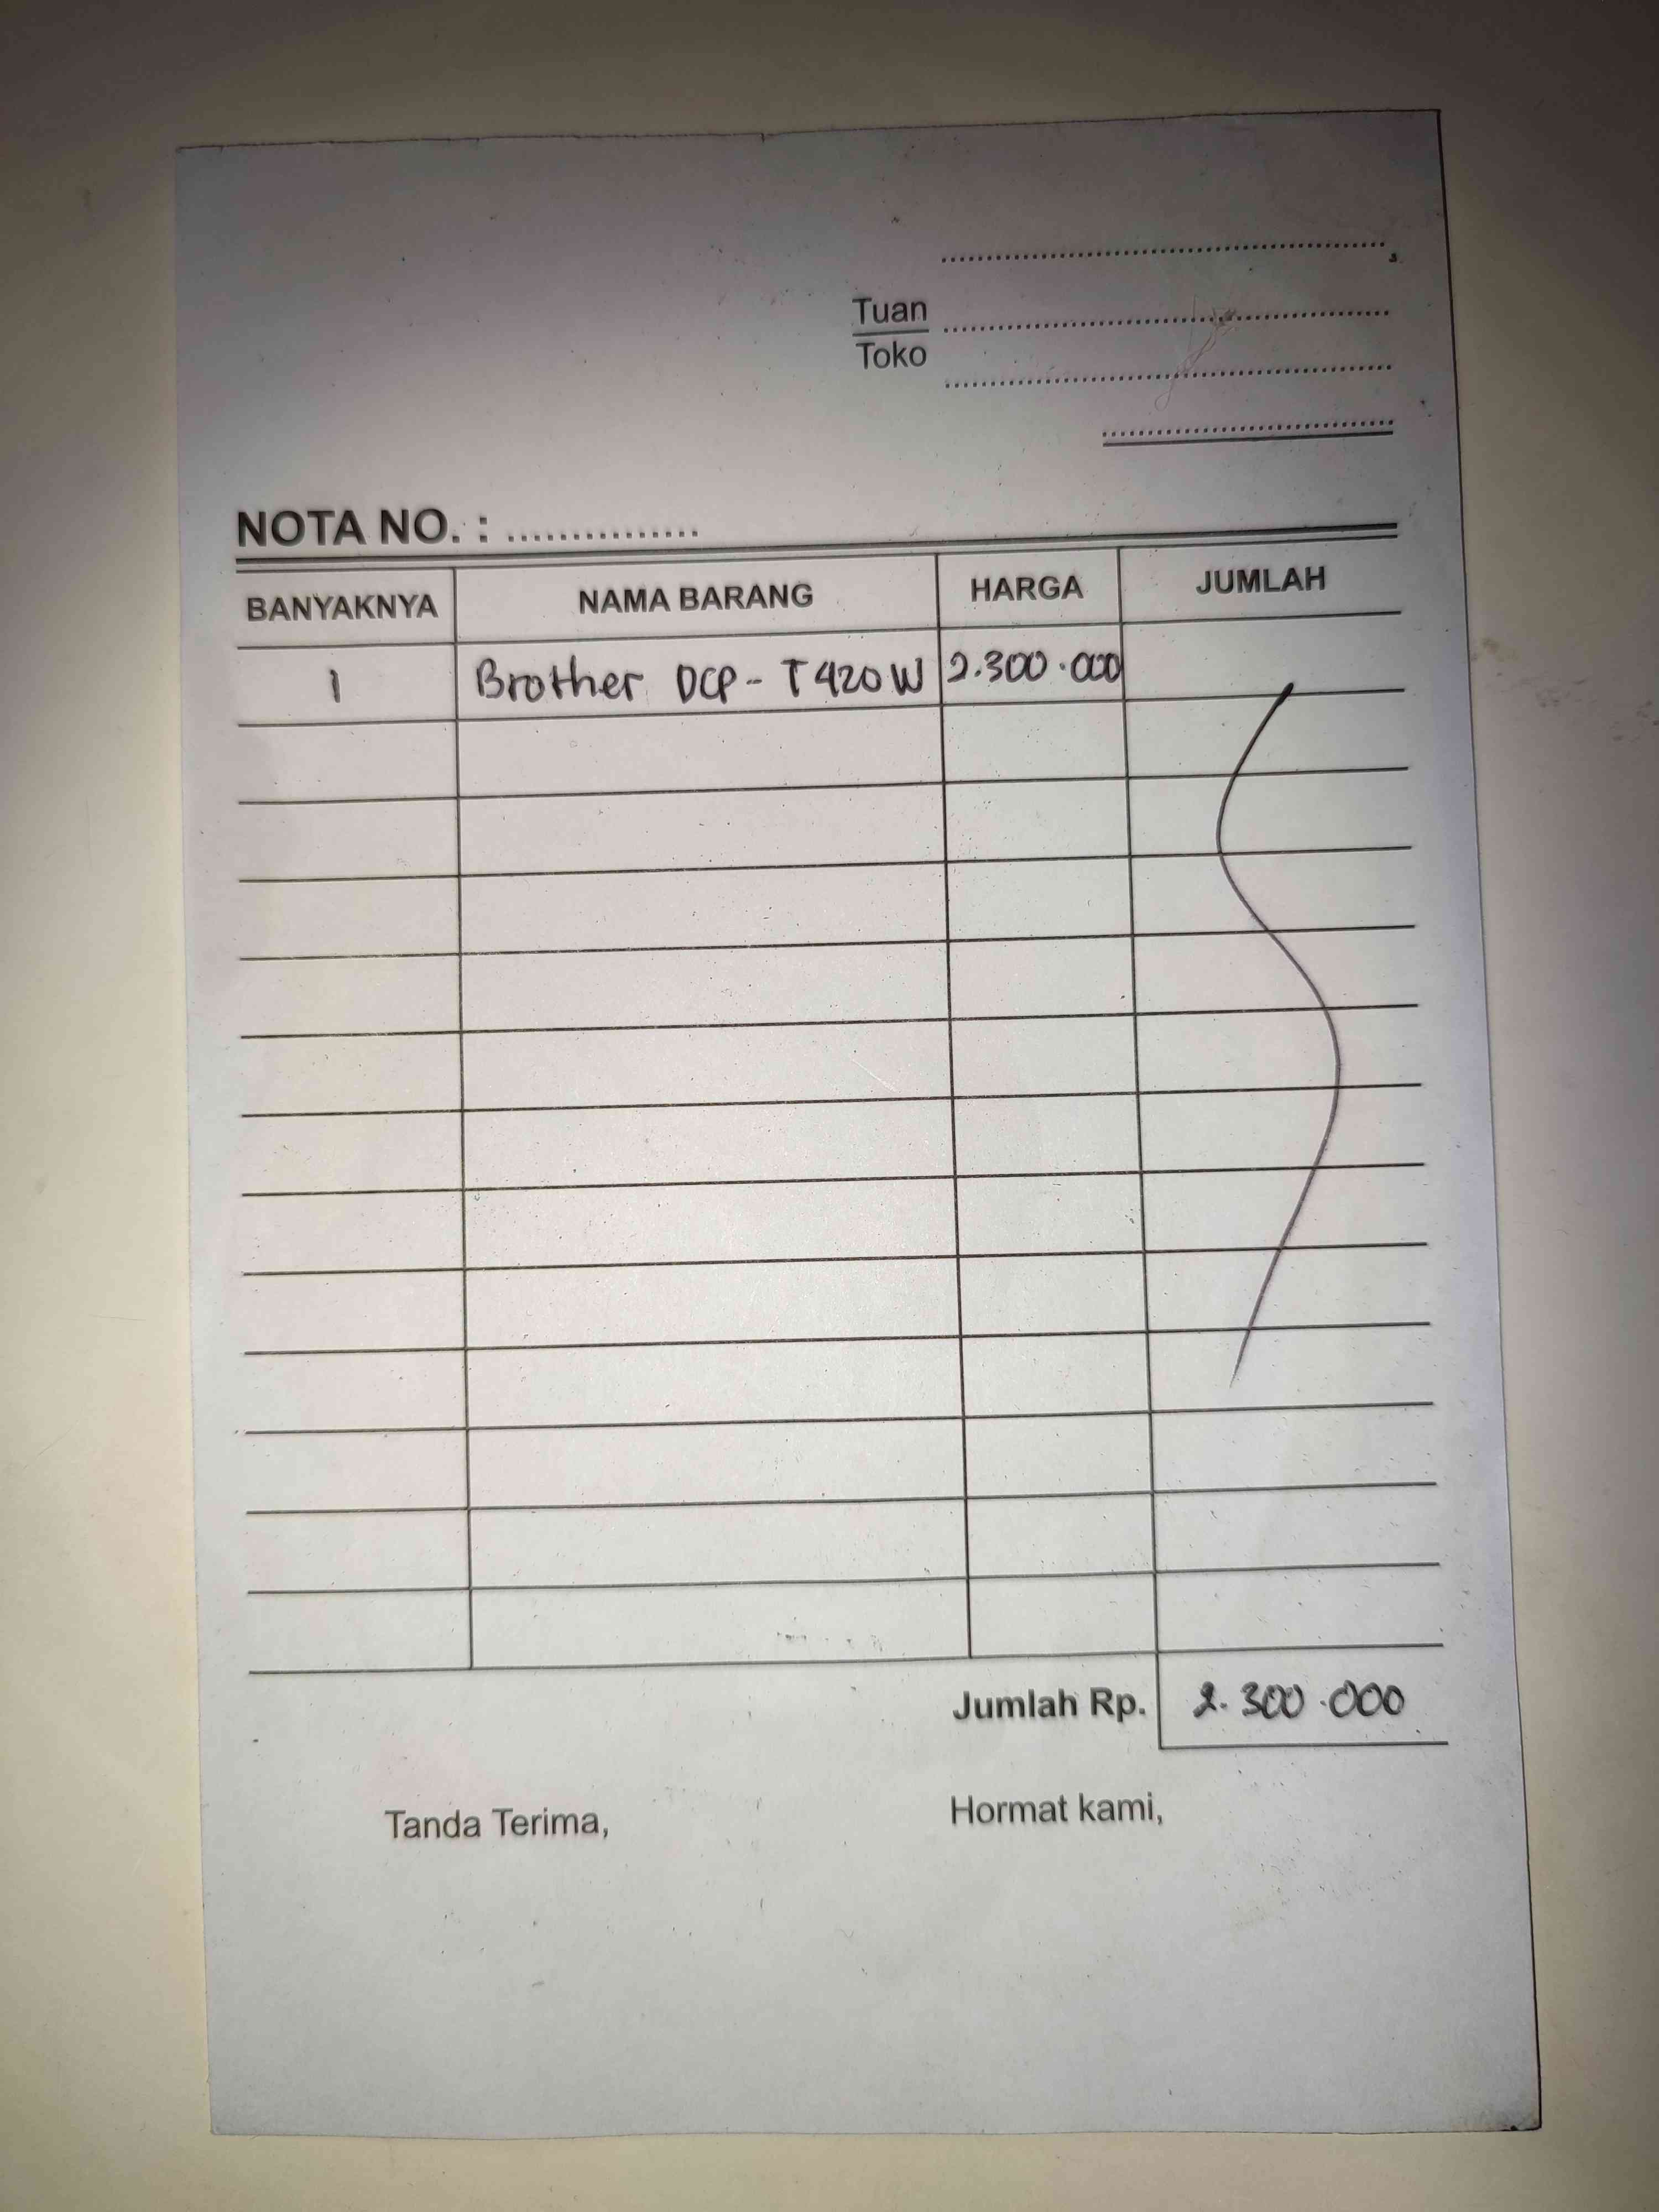 Tuan
Toko
NOTA NO. : ...............
BANYAKNYA NAMA BARANG HARGA JUMLAH
1 Brother DCP - T420W 2.300.000
Jumlah Rp. 2.300.000
Tanda Terima, Hormat kami,